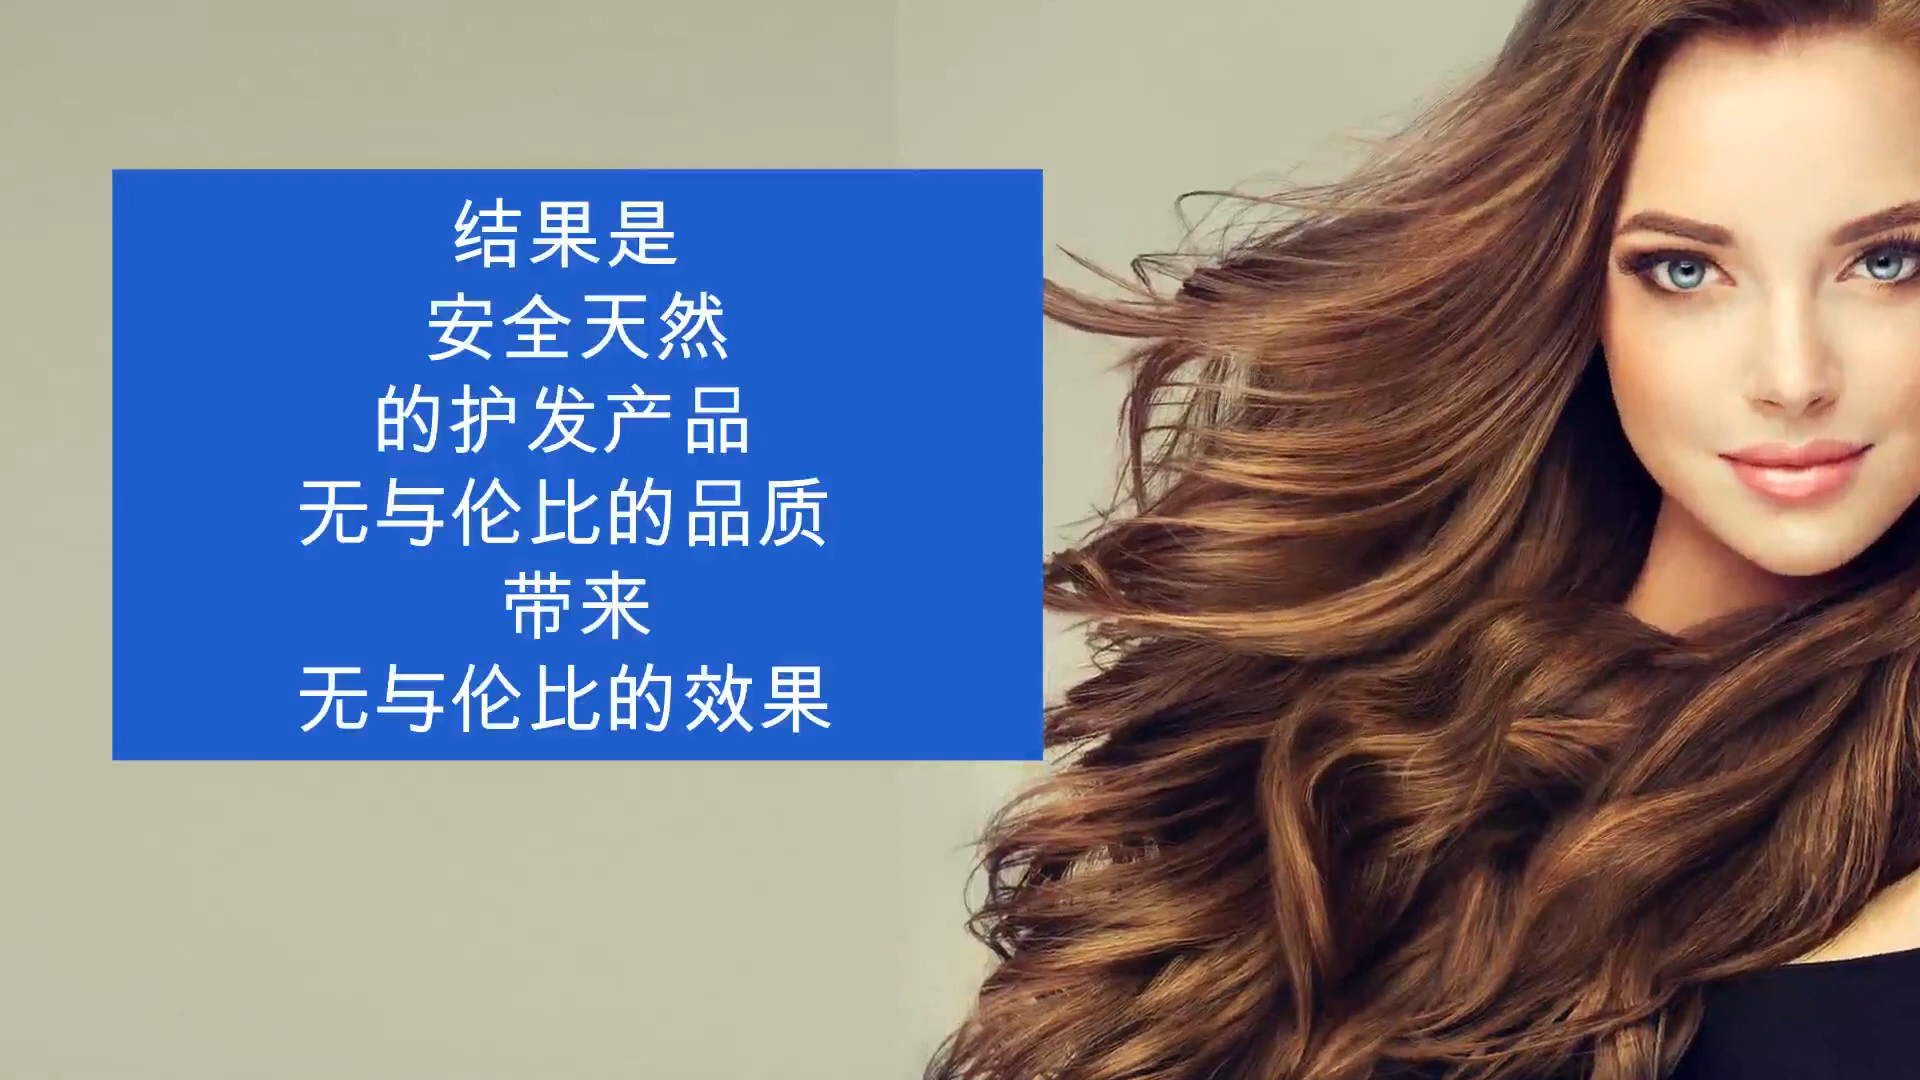 结果是
安全天然
的护发产品
无与伦比的品质
带来
无与伦比的效果